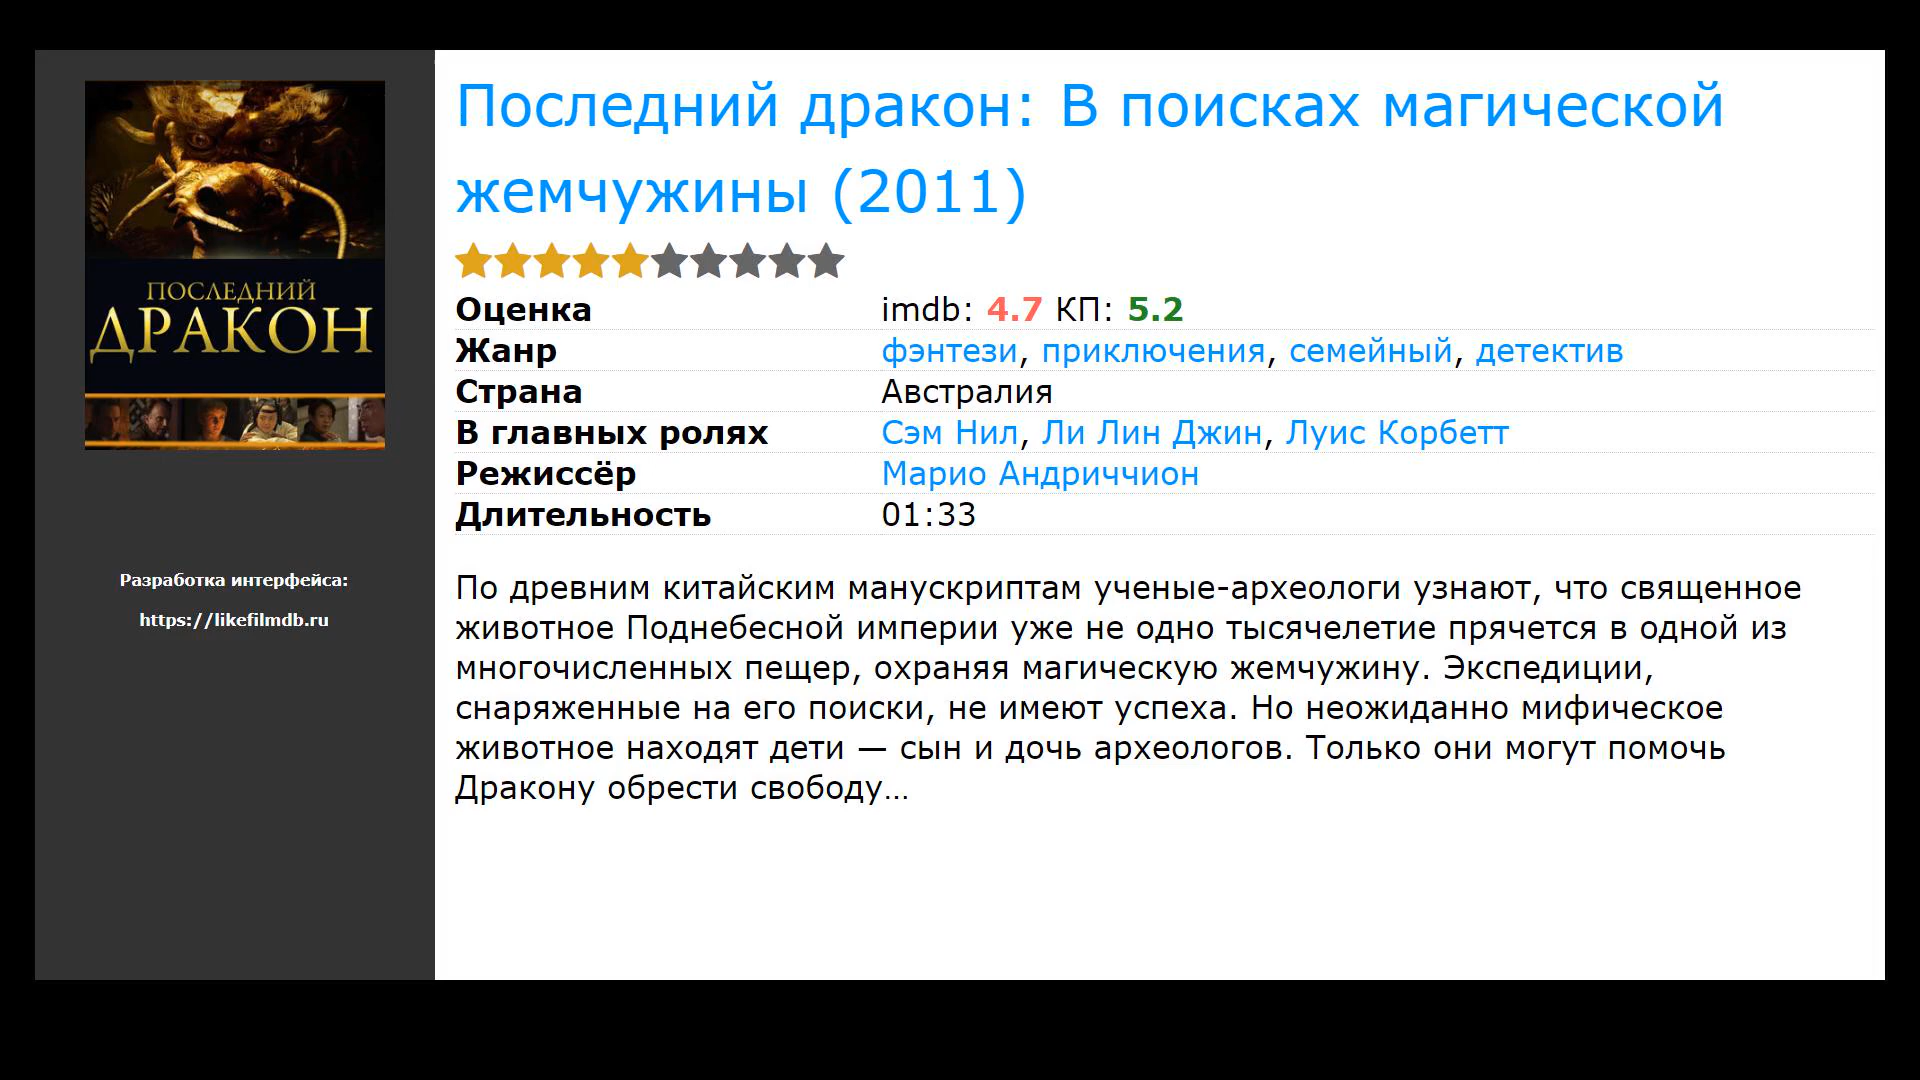 ПОСЛЕДНИЙ
ДРАКОН
Разработка интерфейса:
https://likefilmdb.ru
Последний дракон: В поисках магической
жемчужины (2011)
Оценка imdb: 4.7 КП: 5.2
Жанр фэнтези, приключения, семейный, детектив
Страна Австралия
В главных ролях Сэм Нил, Ли Лин Джин, Луис Корбетт
Режиссёр Марио Андриччион
Длительность 01:33
По древним китайским манускриптам ученые-археологи узнают, что священное
животное Поднебесной империи уже не одно тысячелетие прячется в одной из
многочисленных пещер, охраняя магическую жемчужину. Экспедиции,
снаряженные на его поиски, не имеют успеха. Но неожиданно мифическое
животное находят дети — сын и дочь археологов. Только они могут помочь
Дракону обрести свободу…